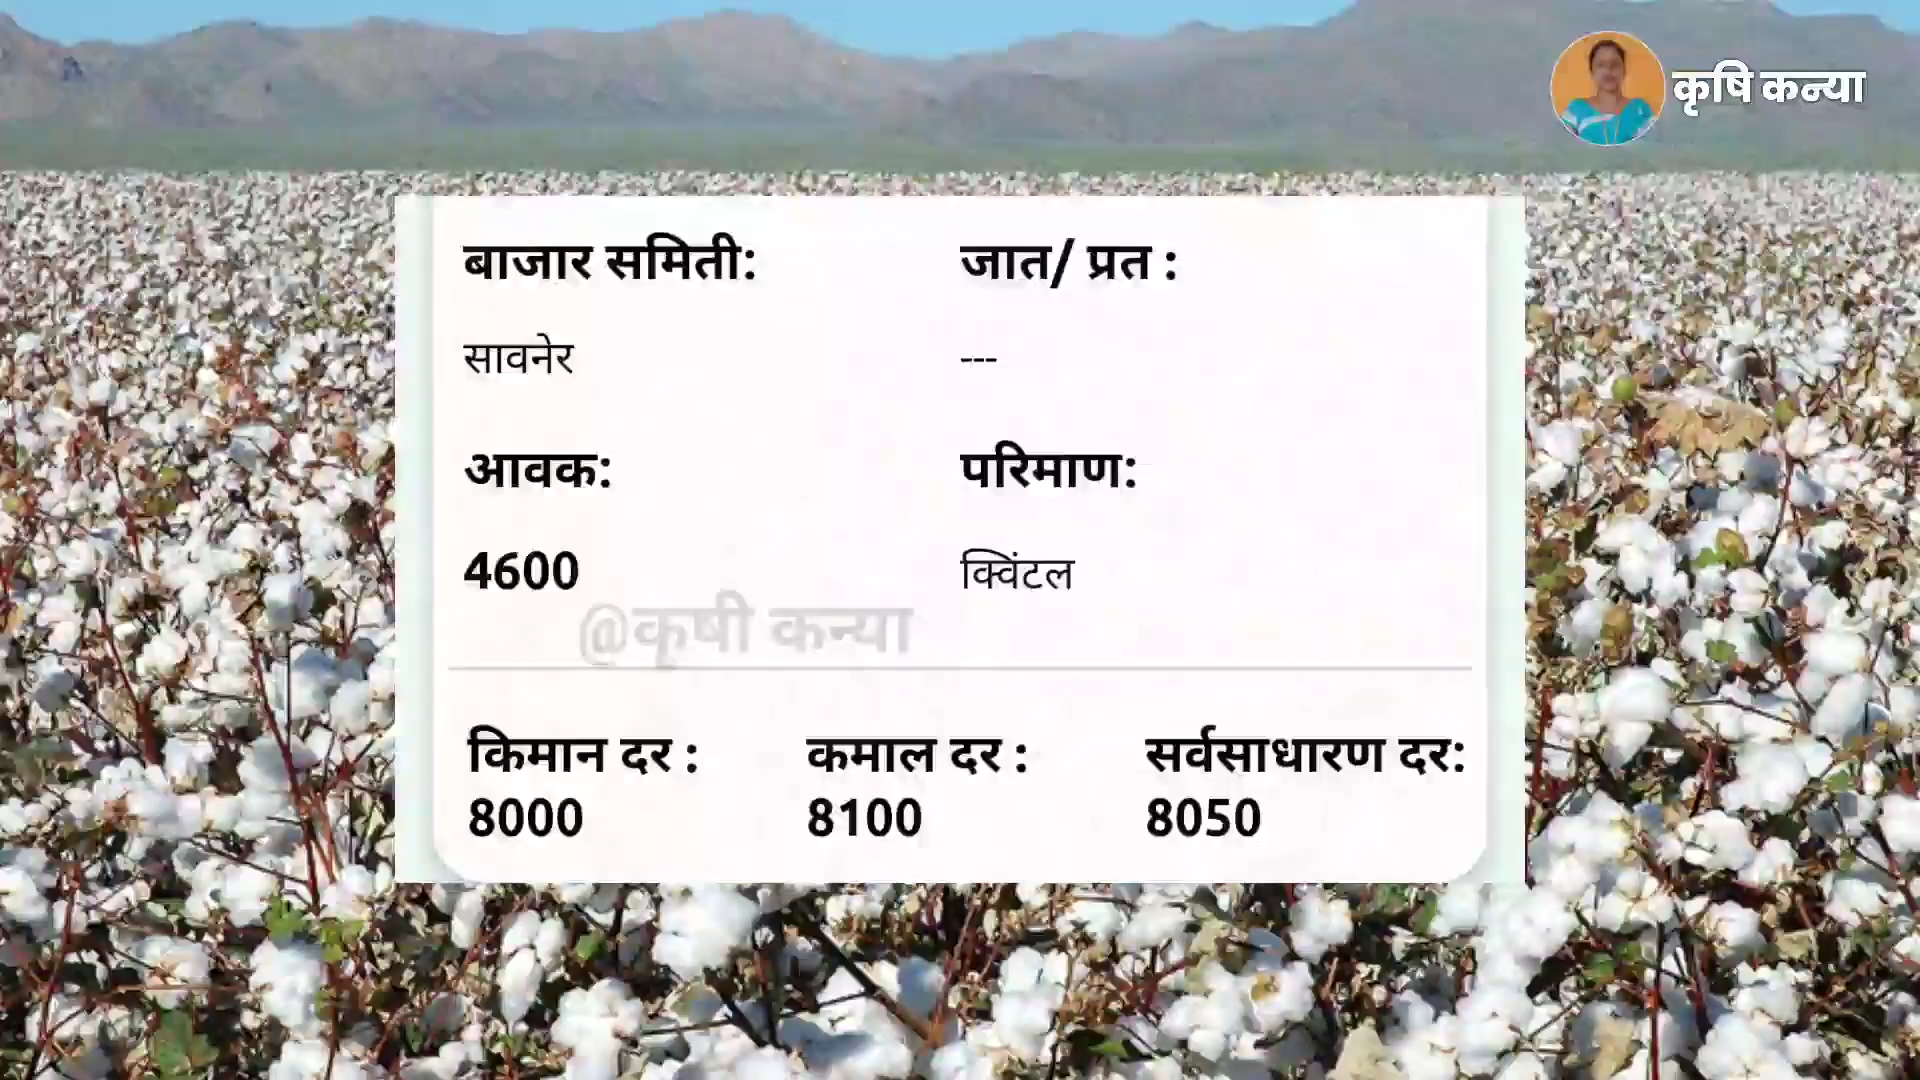 कृषि कन्या
बाजार समिती: जात/ प्रत :
सावनेर ---
आवक: परिमाण:
4600 क्विंटल
@कृषी कन्या
किमान दर : कमाल दर : सर्वसाधारण दर:
8000 8100 8050